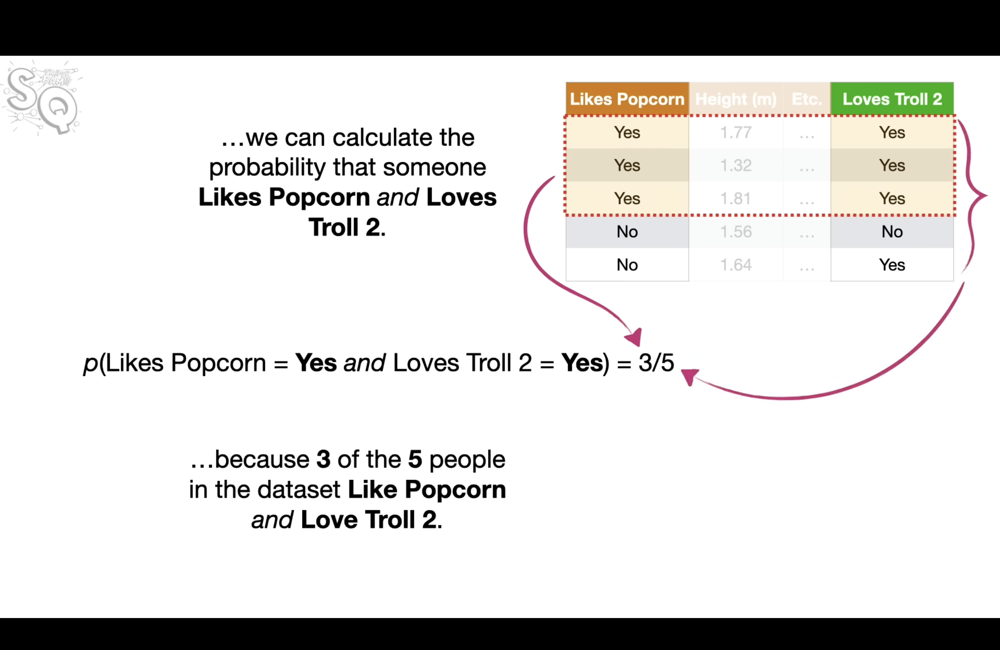 SQ
TRIPLE
BAM!!!
Likes Popcorn Height (m) Etc. Loves Troll 2
Yes 1.77 ... Yes
Yes 1.32 ... Yes
Yes 1.81 ... Yes
No 1.56 ... No
No 1.64 ... Yes
...we can calculate the
probability that someone
Likes Popcorn and Loves
Troll 2.
p(Likes Popcorn = Yes and Loves Troll 2 = Yes) = 3/5
...because 3 of the 5 people
in the dataset Like Popcorn
and Love Troll 2.